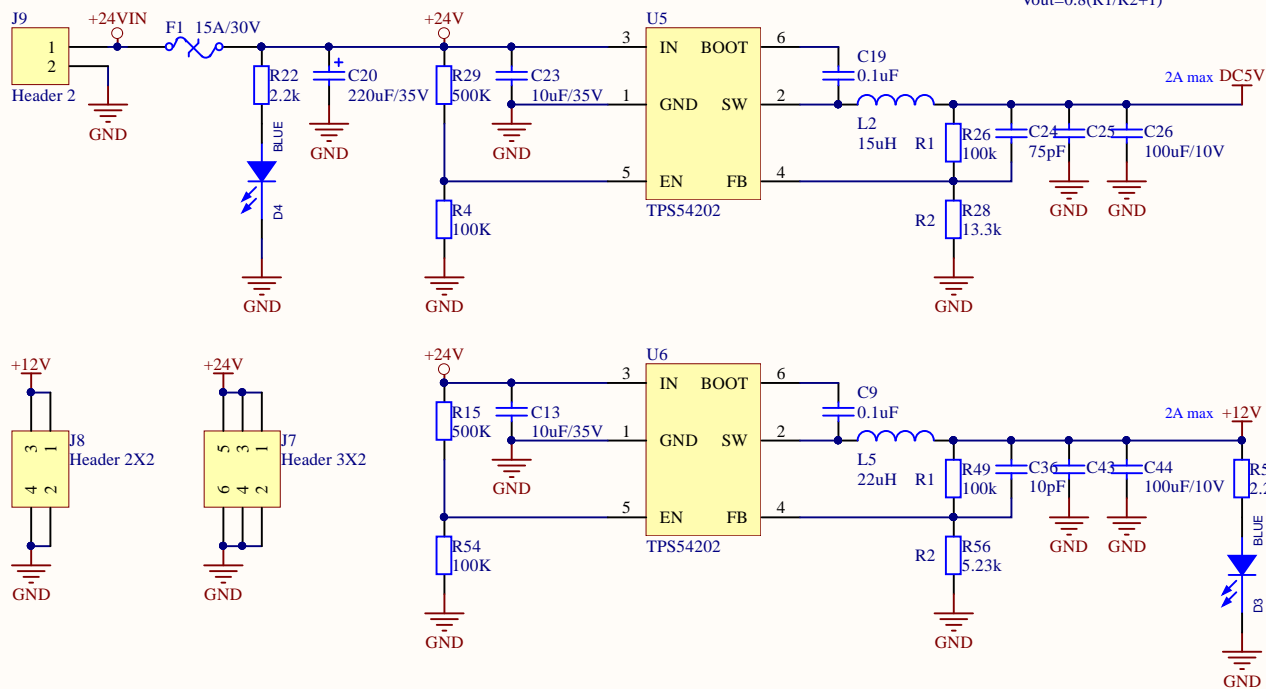 Vout=0.8(R1/R2+1)
J9
1
2
Header 2
+24VIN
F1 15A/30V
GND
R22
2.2k
BLUE
D4
GND
C20
220uF/35V
GND
+24V
R29
500K
R4
100K
GND
C23
10uF/35V
GND
U5
3 IN BOOT 6
1 GND SW 2
5 EN FB 4
TPS54202
C19
0.1uF
L2
15uH
R1
R26
100k
R2
R28
13.3k
GND
C24
75pF
C25
GND
C26
100uF/10V
GND
2A max DC5V
+12V
3 1
4 2
J8
Header 2X2
GND
+24V
5 3 1
6 4 2
J7
Header 3X2
GND
+24V
R15
500K
R54
100K
GND
C13
10uF/35V
GND
U6
3 IN BOOT 6
1 GND SW 2
5 EN FB 4
TPS54202
C9
0.1uF
L5
22uH
R1
R49
100k
R2
R56
5.23k
GND
C36
10pF
C43
GND
C44
100uF/10V
GND
2A max +12V
BLUE
D3
GND